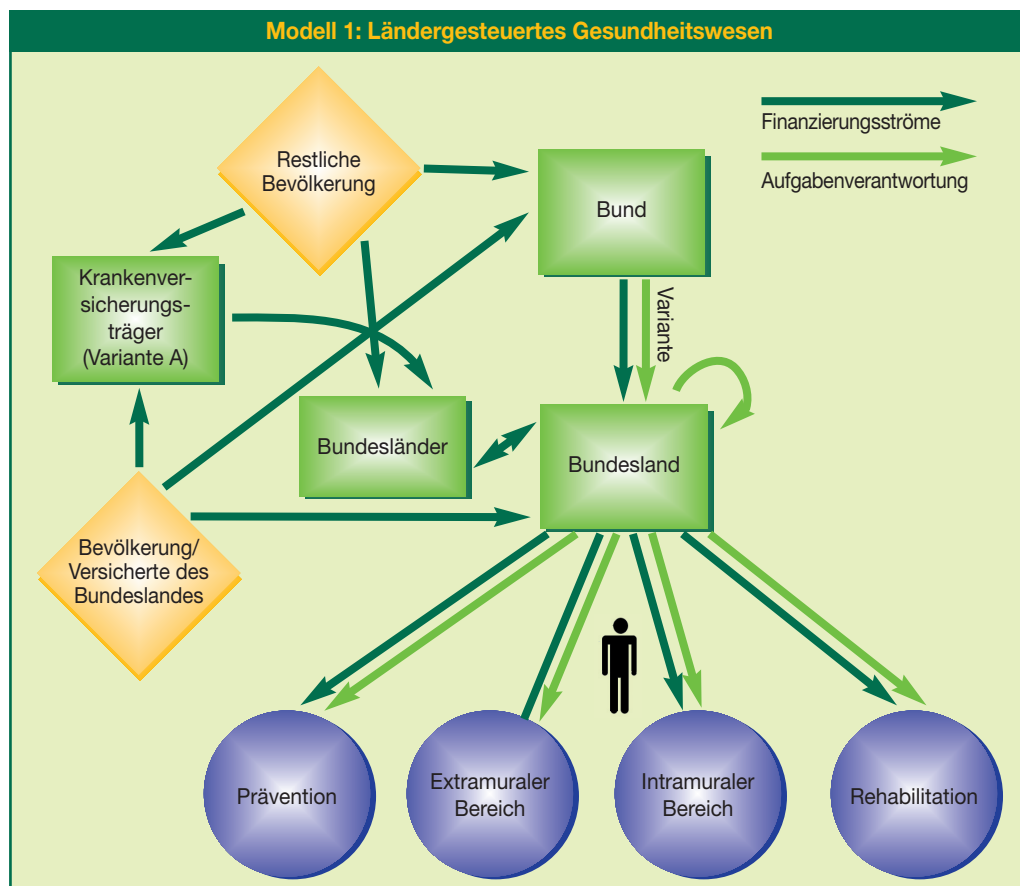 Modell 1: Ländergesteuertes Gesundheitswesen
Finanzierungsströme
Aufgabenverantwortung
Restliche
Bevölkerung
Bund
Krankenver-
sicherungs-
träger
(Variante A)
Variante
Bundesländer
Bundesland
Bevölkerung/
Versicherte des
Bundeslandes
Prävention
Extramuraler
Bereich
Intramuraler
Bereich
Rehabilitation